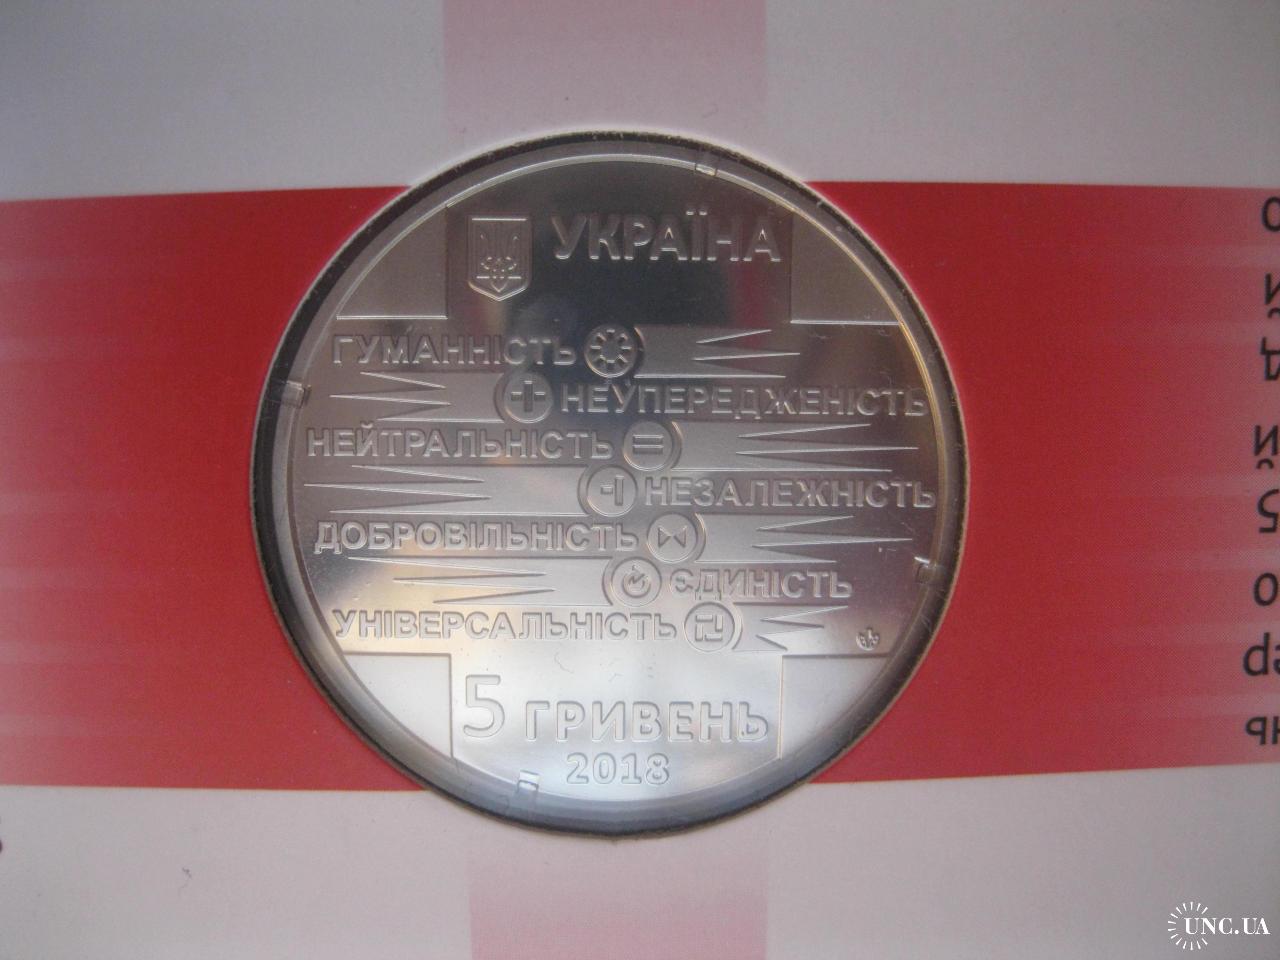 УКРАЇНА
ГУМАННІСТЬ
НЕУПЕРЕДЖЕНІСТЬ
НЕЙТРАЛЬНІСТЬ
НЕЗАЛЕЖНІСТЬ
ДОБРОВІЛЬНІСТЬ
ЄДИНІСТЬ
УНІВЕРСАЛЬНІСТЬ
5 ГРИВЕНЬ
2018
UNC.UA